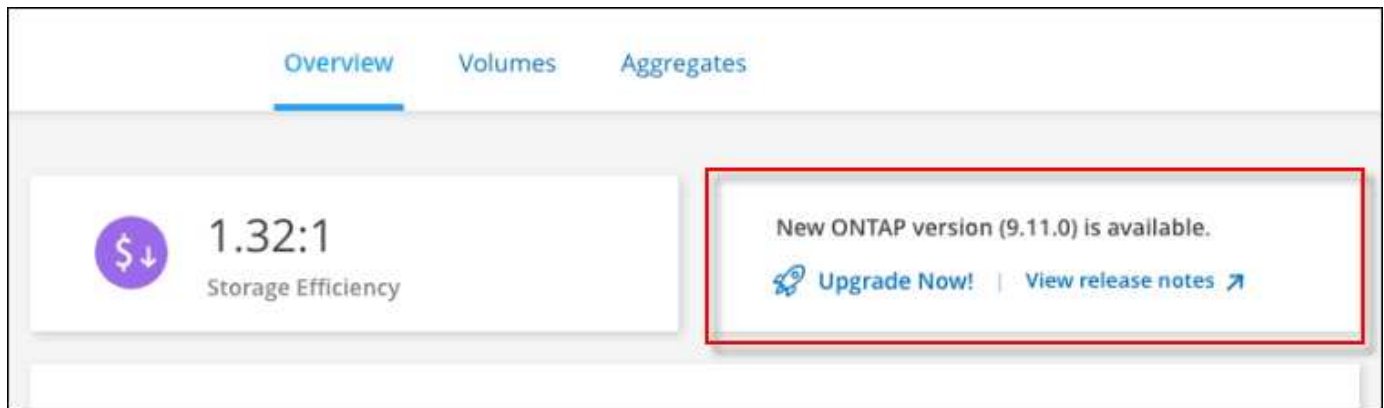 Overview Volumes Aggregates
1.32:1
Storage Efficiency
New ONTAP version (9.11.0) is available.
Upgrade Now! | View release notes